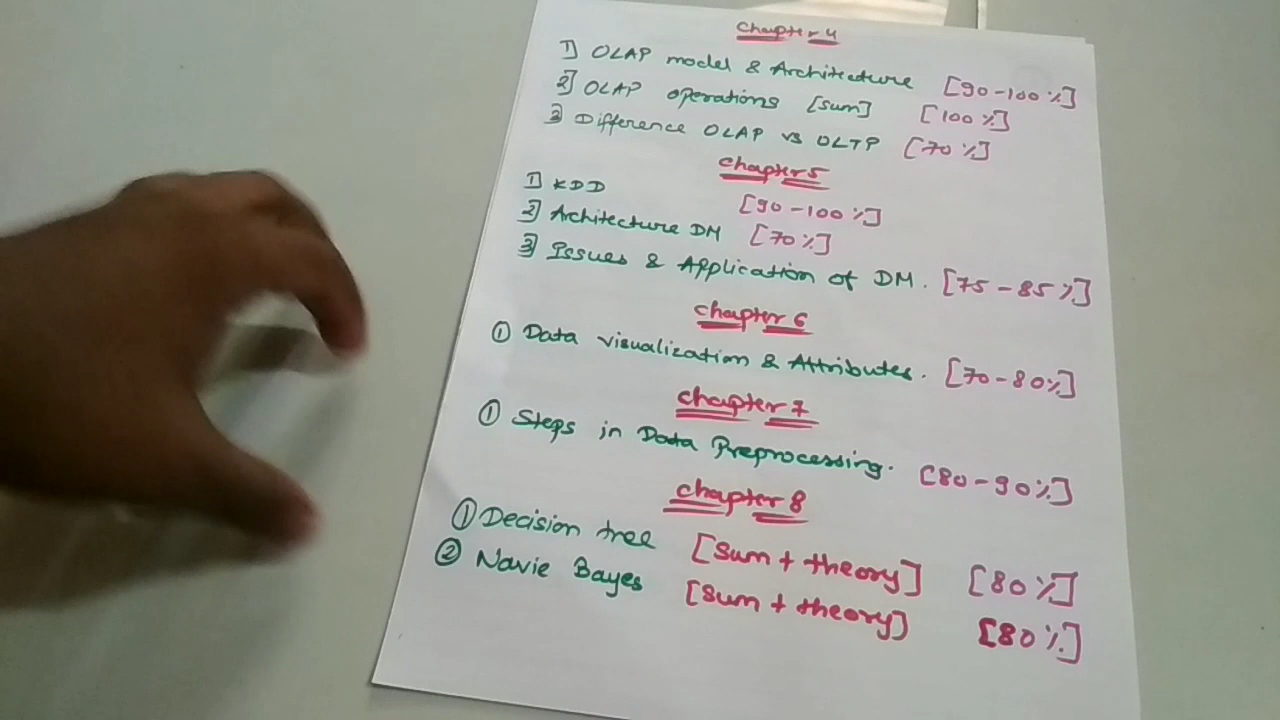 Chapter 4
1] OLAP model & Architecture [90-100%]
2] OLAP operations [sum] [100%]
3] Difference OLAP vs OLTP [70%]
Chapter 5
1] KDD [90-100%]
2] Architecture DM [70%]
3] Issues & Application of DM. [75-85%]
Chapter 6
① Data visualization & Attributes. [70-80%]
Chapter 7
① Steps in Data Preprocessing. [80-90%]
Chapter 8
① Decision tree [Sum + theory] [80%]
② Navie Bayes [Sum + theory] [80%]